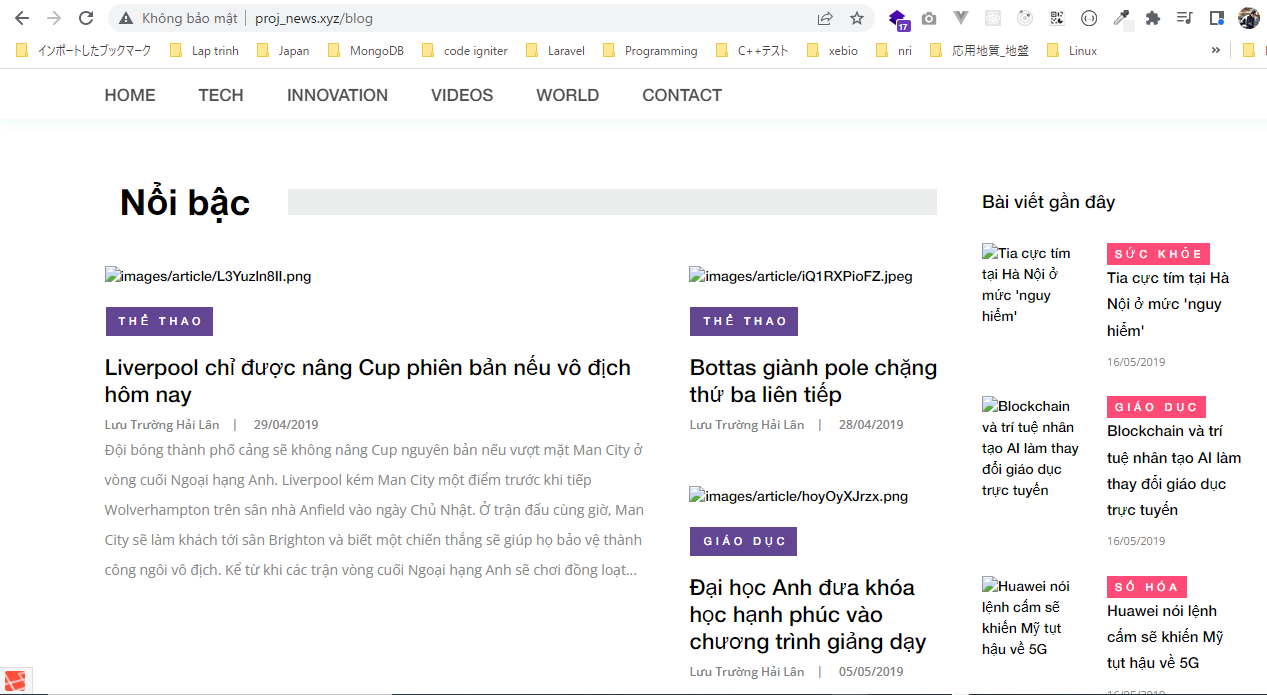 Không bảo mật proj_news.xyz/blog
17
インポートしたブックマーク Lap trinh Japan MongoDB code igniter Laravel Programming C++テスト xebio nri 応用地質_地盤 Linux »
HOME TECH INNOVATION VIDEOS WORLD CONTACT
Nổi bậc
images/article/L3YuzIn8II.png
THỂ THAO
Liverpool chỉ được nâng Cup phiên bản nếu vô địch
hôm nay
Lưu Trường Hải Lân | 29/04/2019
Đội bóng thành phố cảng sẽ không nâng Cup nguyên bản nếu vượt mặt Man City ở
vòng cuối Ngoại hạng Anh. Liverpool kém Man City một điểm trước khi tiếp
Wolverhampton trên sân nhà Anfield vào ngày Chủ Nhật. Ở trận đấu cùng giờ, Man
City sẽ làm khách tới sân Brighton và biết một chiến thắng sẽ giúp họ bảo vệ thành
công ngôi vô địch. Kể từ khi các trận vòng cuối Ngoại hạng Anh sẽ chơi đồng loạt...
images/article/iQ1RXPioFZ.jpeg
THỂ THAO
Bottas giành pole chặng
thứ ba liên tiếp
Lưu Trường Hải Lân | 28/04/2019
images/article/hoyOyXJrzx.png
GIÁO DỤC
Đại học Anh đưa khóa
học hạnh phúc vào
chương trình giảng dạy
Lưu Trường Hải Lân | 05/05/2019
Bài viết gần đây
Tia cực tím
tại Hà Nội ở
mức 'nguy
hiểm'
SỨC KHỎE
Tia cực tím tại Hà
Nội ở mức 'nguy
hiểm'
16/05/2019
Blockchain
và trí tuệ nhân
tạo AI làm thay
đổi giáo dục
trực tuyến
GIÁO DỤC
Blockchain và trí
tuệ nhân tạo AI làm
thay đổi giáo dục
trực tuyến
16/05/2019
Huawei nói
lệnh cấm sẽ
khiến Mỹ tụt
hậu về 5G
SỐ HÓA
Huawei nói lệnh
cấm sẽ khiến Mỹ
tụt hậu về 5G
16/05/2019